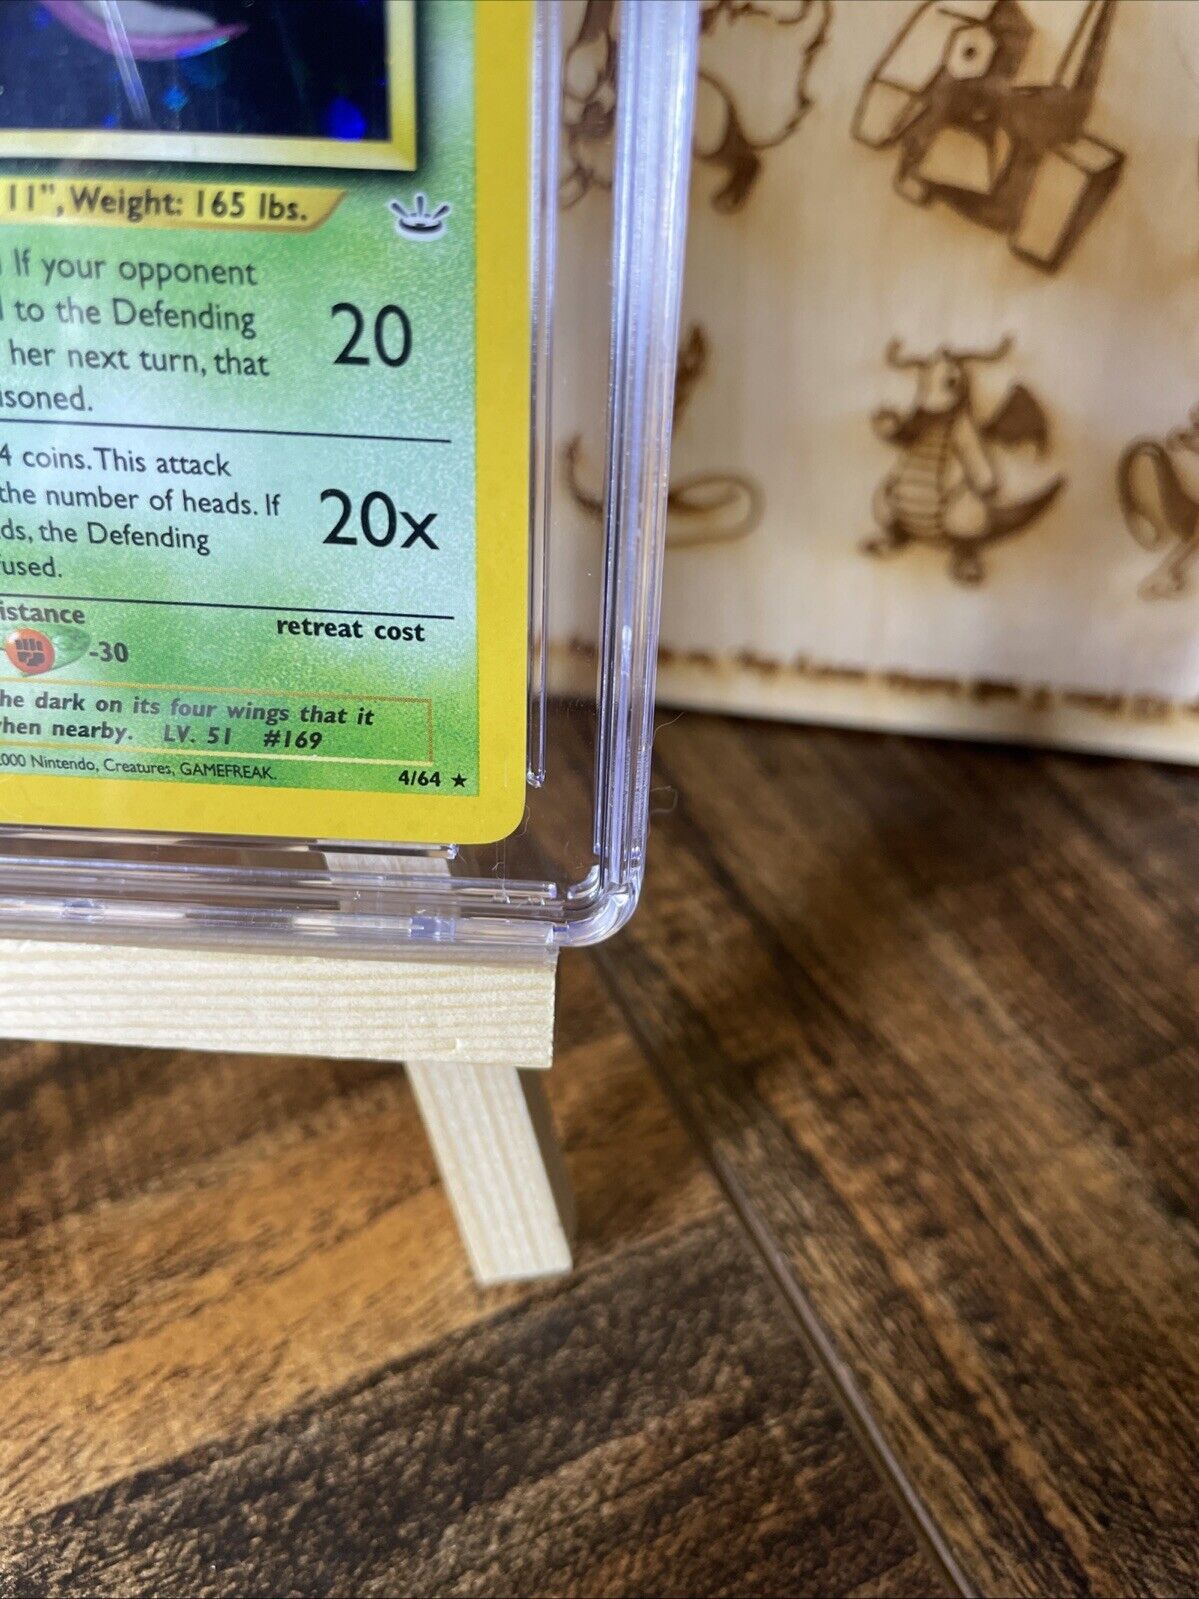 11", Weight: 165 lbs.
If your opponent
to the Defending
20
her next turn, that
soned.
4 coins. This attack
the number of heads. If
20x
ds, the Defending
used.
istance
retreat cost
-30
he dark on its four wings that it
when nearby. LV. 51 #169
000 Nintendo, Creatures, GAMEFREAK.
4/64 ★